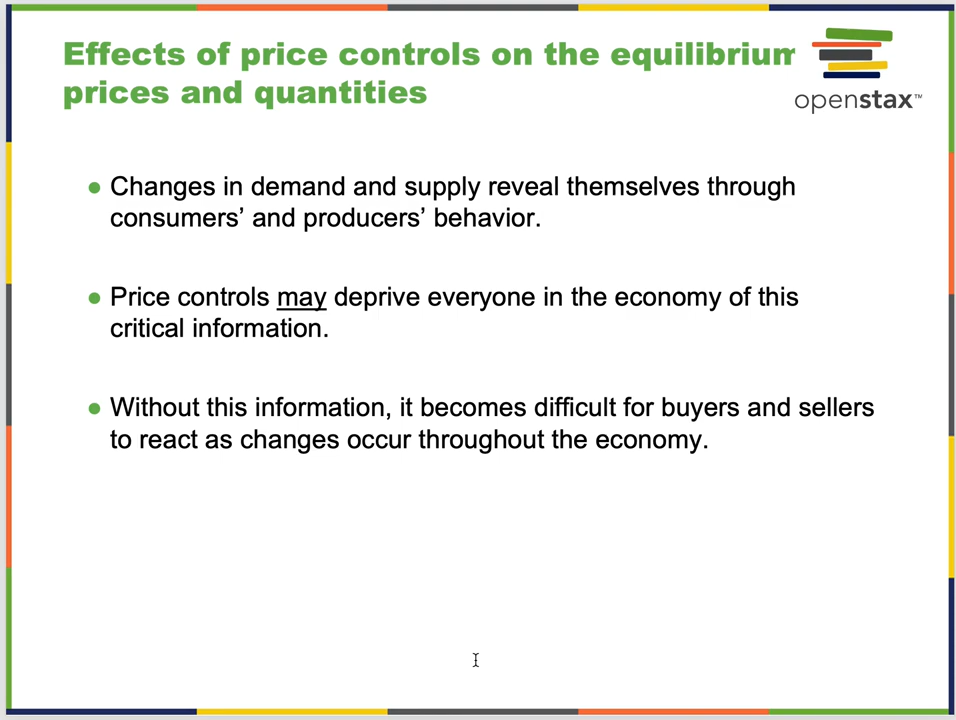 Effects of price controls on the equilibrium
prices and quantities
openstax™
● Changes in demand and supply reveal themselves through
consumers’ and producers’ behavior.
● Price controls may deprive everyone in the economy of this
critical information.
● Without this information, it becomes difficult for buyers and sellers
to react as changes occur throughout the economy.